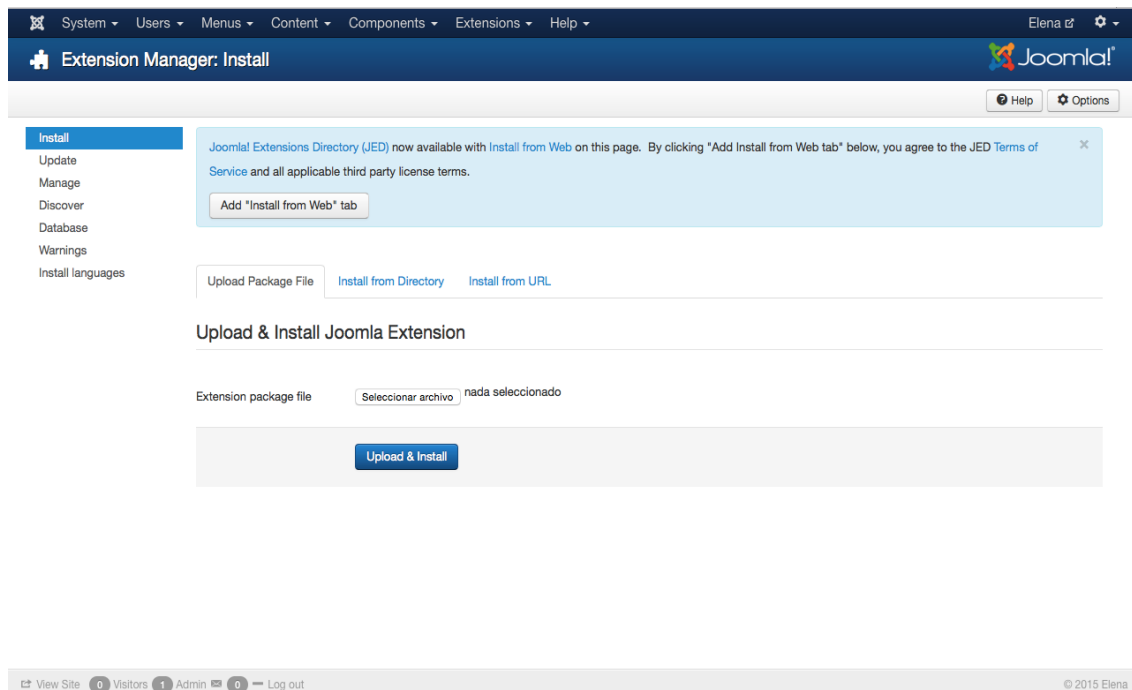 System Users Menus Content Components Extensions Help Elena
Extension Manager: Install Joomla!
Help Options
Install
Update
Manage
Discover
Database
Warnings
Install languages
Joomla! Extensions Directory (JED) now available with Install from Web on this page. By clicking "Add Install from Web tab" below, you agree to the JED Terms of
Service and all applicable third party license terms.
Add "Install from Web" tab
Upload Package File Install from Directory Install from URL
Upload & Install Joomla Extension
Extension package file Seleccionar archivo nada seleccionado
Upload & Install
View Site 0 Visitors 1 Admin 0 Log out © 2015 Elena